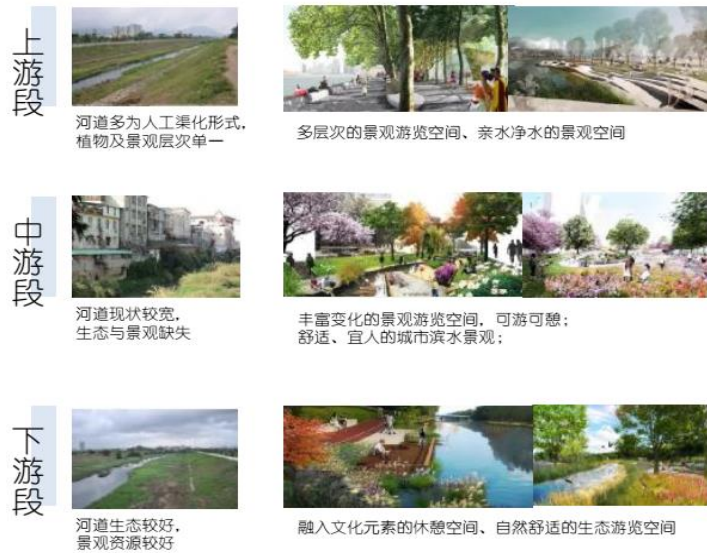 上游段
河道多为人工渠化形式，
植物及景观层次单一
多层次的景观游览空间、亲水净水的景观空间
中游段
河道现状较宽，
生态与景观缺失
丰富变化的景观游览空间，可游可憩；
舒适、宜人的城市滨水景观；
下游段
河道生态较好，
景观资源较好
融入文化元素的休憩空间、自然舒适的生态游览空间